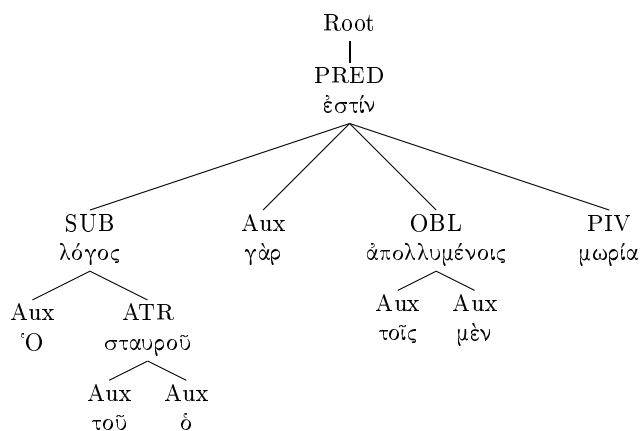 Root
PRED
ἐστίν
SUB Aux OBL PIV
λόγος γὰρ ἀπολλυμένοις μωρία
Aux ATR Aux Aux
Ὁ σταυροῦ τοῖς μὲν
Aux Aux
τοῦ ὁ